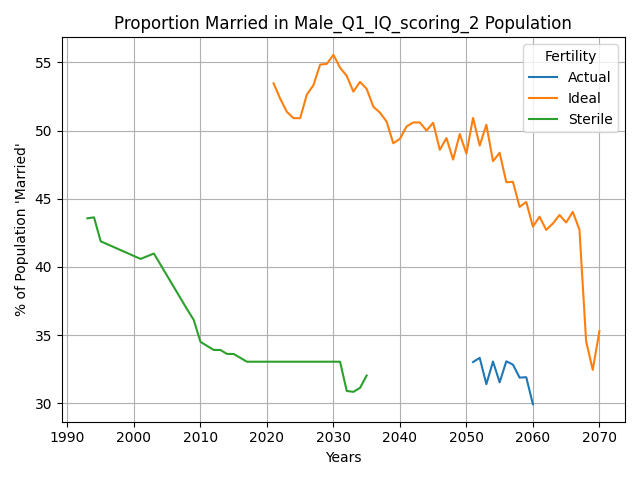 Proportion Married in Male_Q1_IQ_scoring_2 Population
% of Population 'Married'
55
50
45
40
35
30
Fertility
Actual
Ideal
Sterile
1990 2000 2010 2020 2030 2040 2050 2060 2070
Years